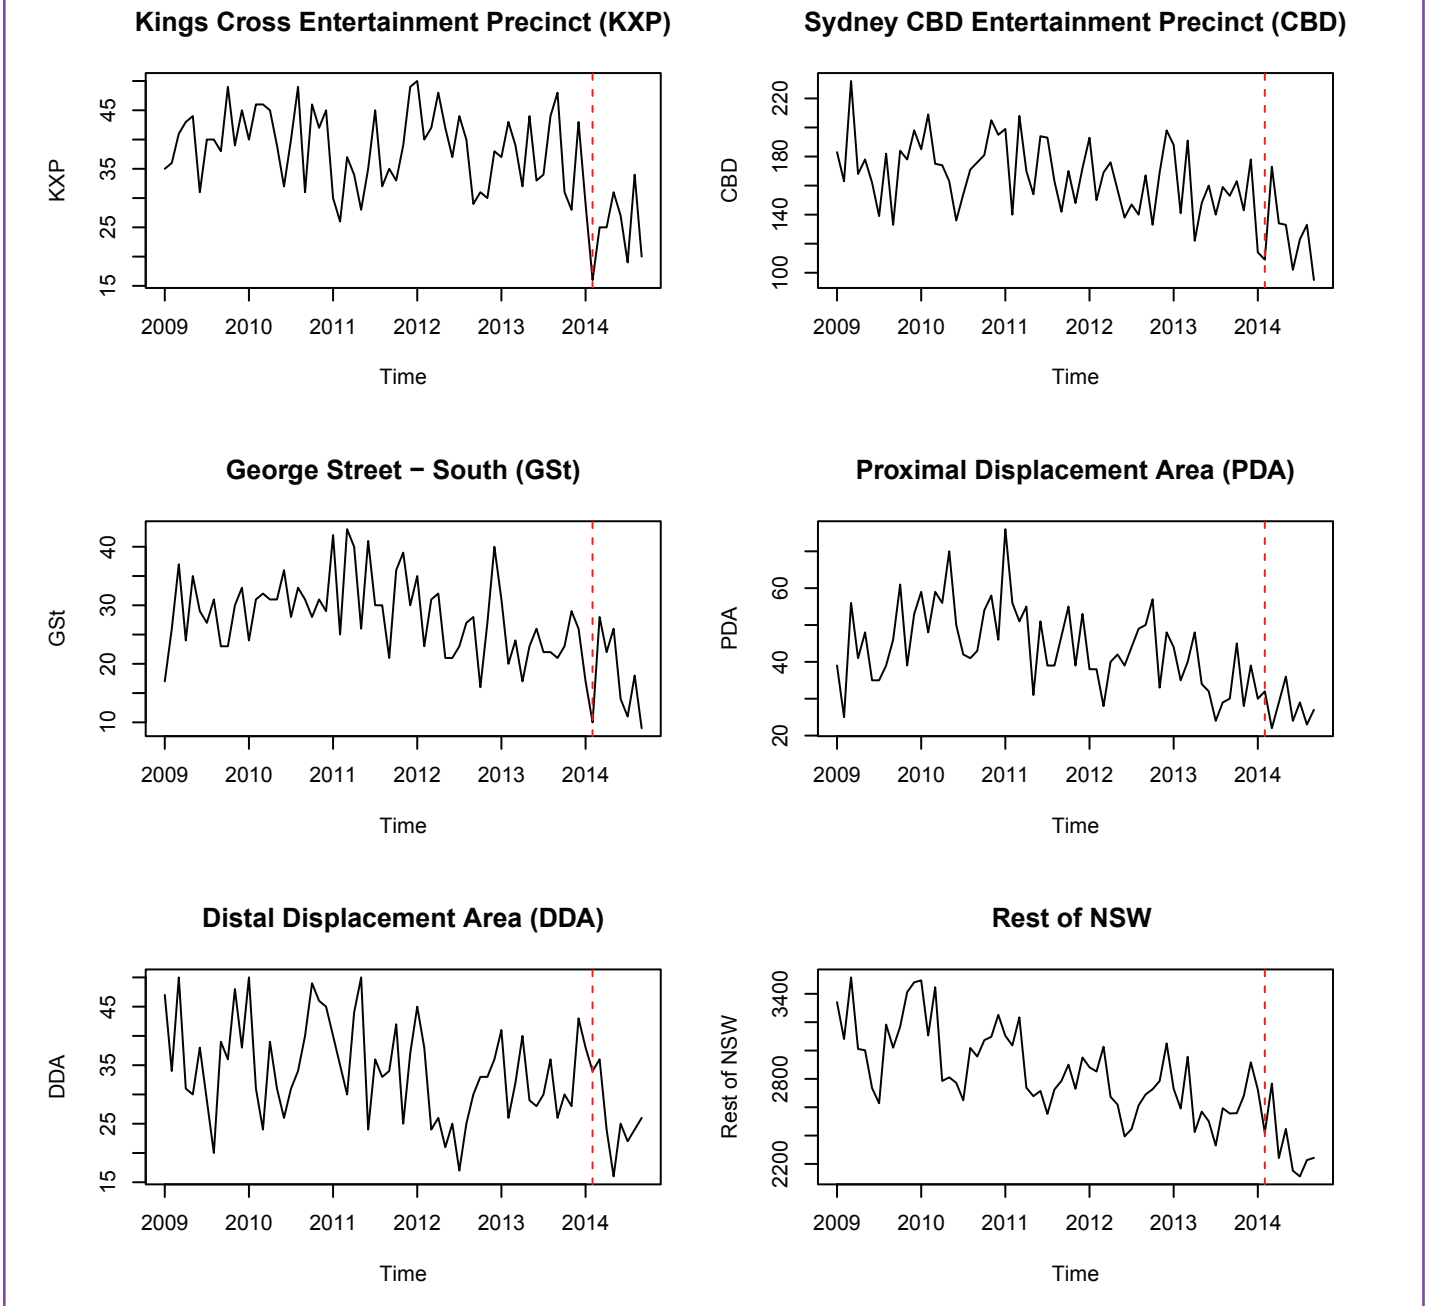 Kings Cross Entertainment Precinct (KXP)
KXP
45
35
25
15
2009 2010 2011 2012 2013 2014
Time
Sydney CBD Entertainment Precinct (CBD)
CBD
220
180
140
100
2009 2010 2011 2012 2013 2014
Time
George Street − South (GSt)
GSt
40
30
20
10
2009 2010 2011 2012 2013 2014
Time
Proximal Displacement Area (PDA)
PDA
60
40
20
2009 2010 2011 2012 2013 2014
Time
Distal Displacement Area (DDA)
DDA
45
35
25
15
2009 2010 2011 2012 2013 2014
Time
Rest of NSW
Rest of NSW
3400
2800
2200
2009 2010 2011 2012 2013 2014
Time